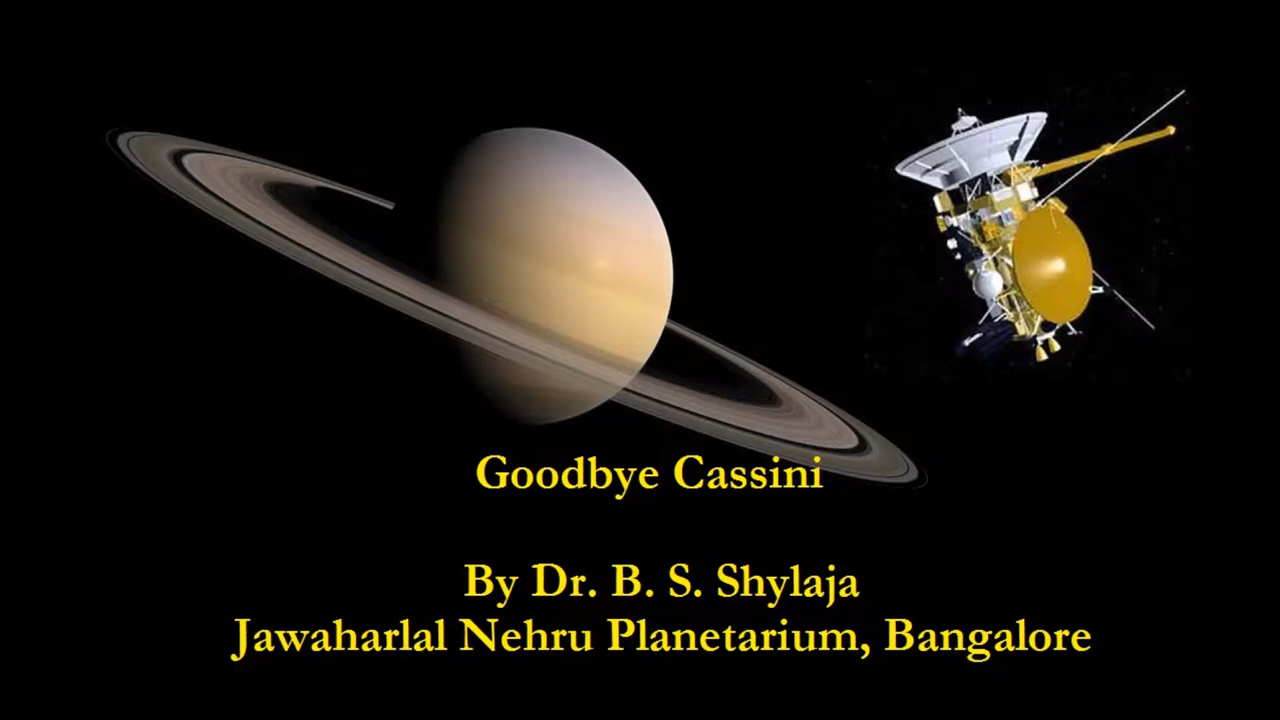 Goodbye Cassini
By Dr. B. S. Shylaja
Jawaharlal Nehru Planetarium, Bangalore